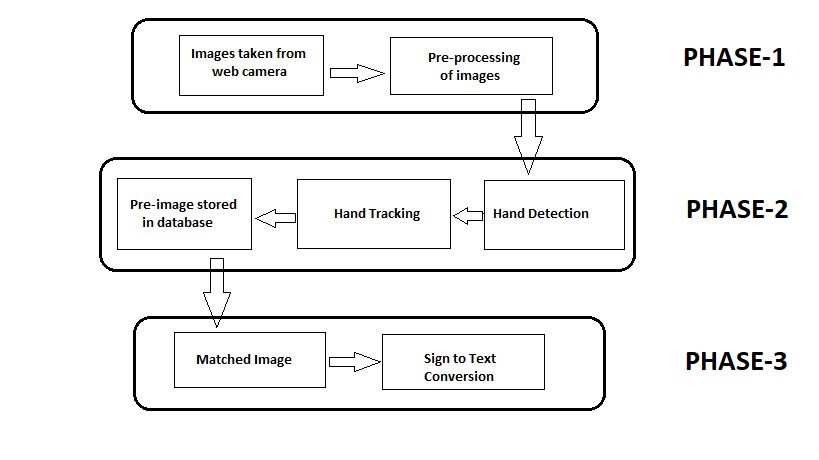 Images taken from
web camera
Pre-processing
of images
PHASE-1
Pre-image stored
in database
Hand Tracking
Hand Detection
PHASE-2
Matched Image
Sign to Text
Conversion
PHASE-3